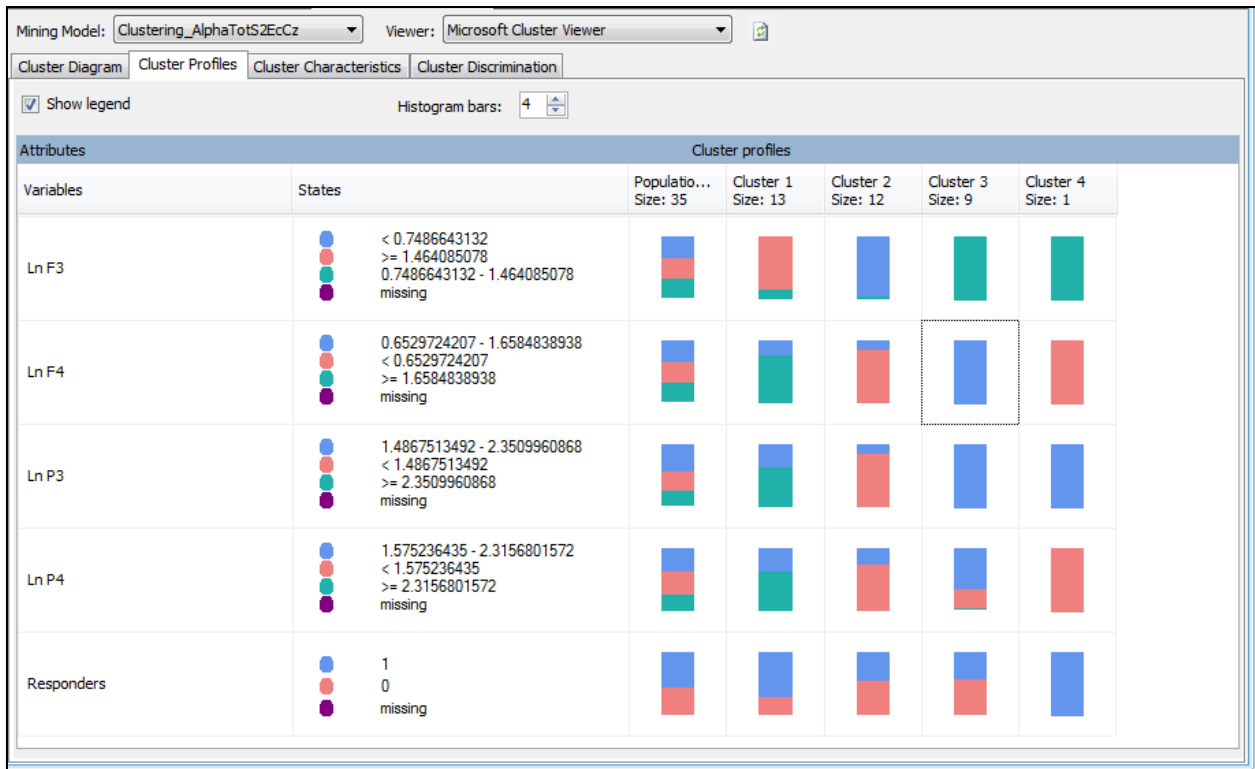 Mining Model: Clustering_AlphaTotS2EcCz Viewer: Microsoft Cluster Viewer
Cluster Diagram Cluster Profiles Cluster Characteristics Cluster Discrimination
Show legend Histogram bars: 4
Attributes Cluster profiles
Variables States Populatio... Size: 35 Cluster 1 Size: 13 Cluster 2 Size: 12 Cluster 3 Size: 9 Cluster 4 Size: 1
Ln F3
< 0.7486643132
>= 1.464085078
0.7486643132 - 1.464085078
missing
Ln F4
0.6529724207 - 1.6584838938
< 0.6529724207
>= 1.6584838938
missing
Ln P3
1.4867513492 - 2.3509960868
< 1.4867513492
>= 2.3509960868
missing
Ln P4
1.575236435 - 2.3156801572
< 1.575236435
>= 2.3156801572
missing
Responders
1
0
missing